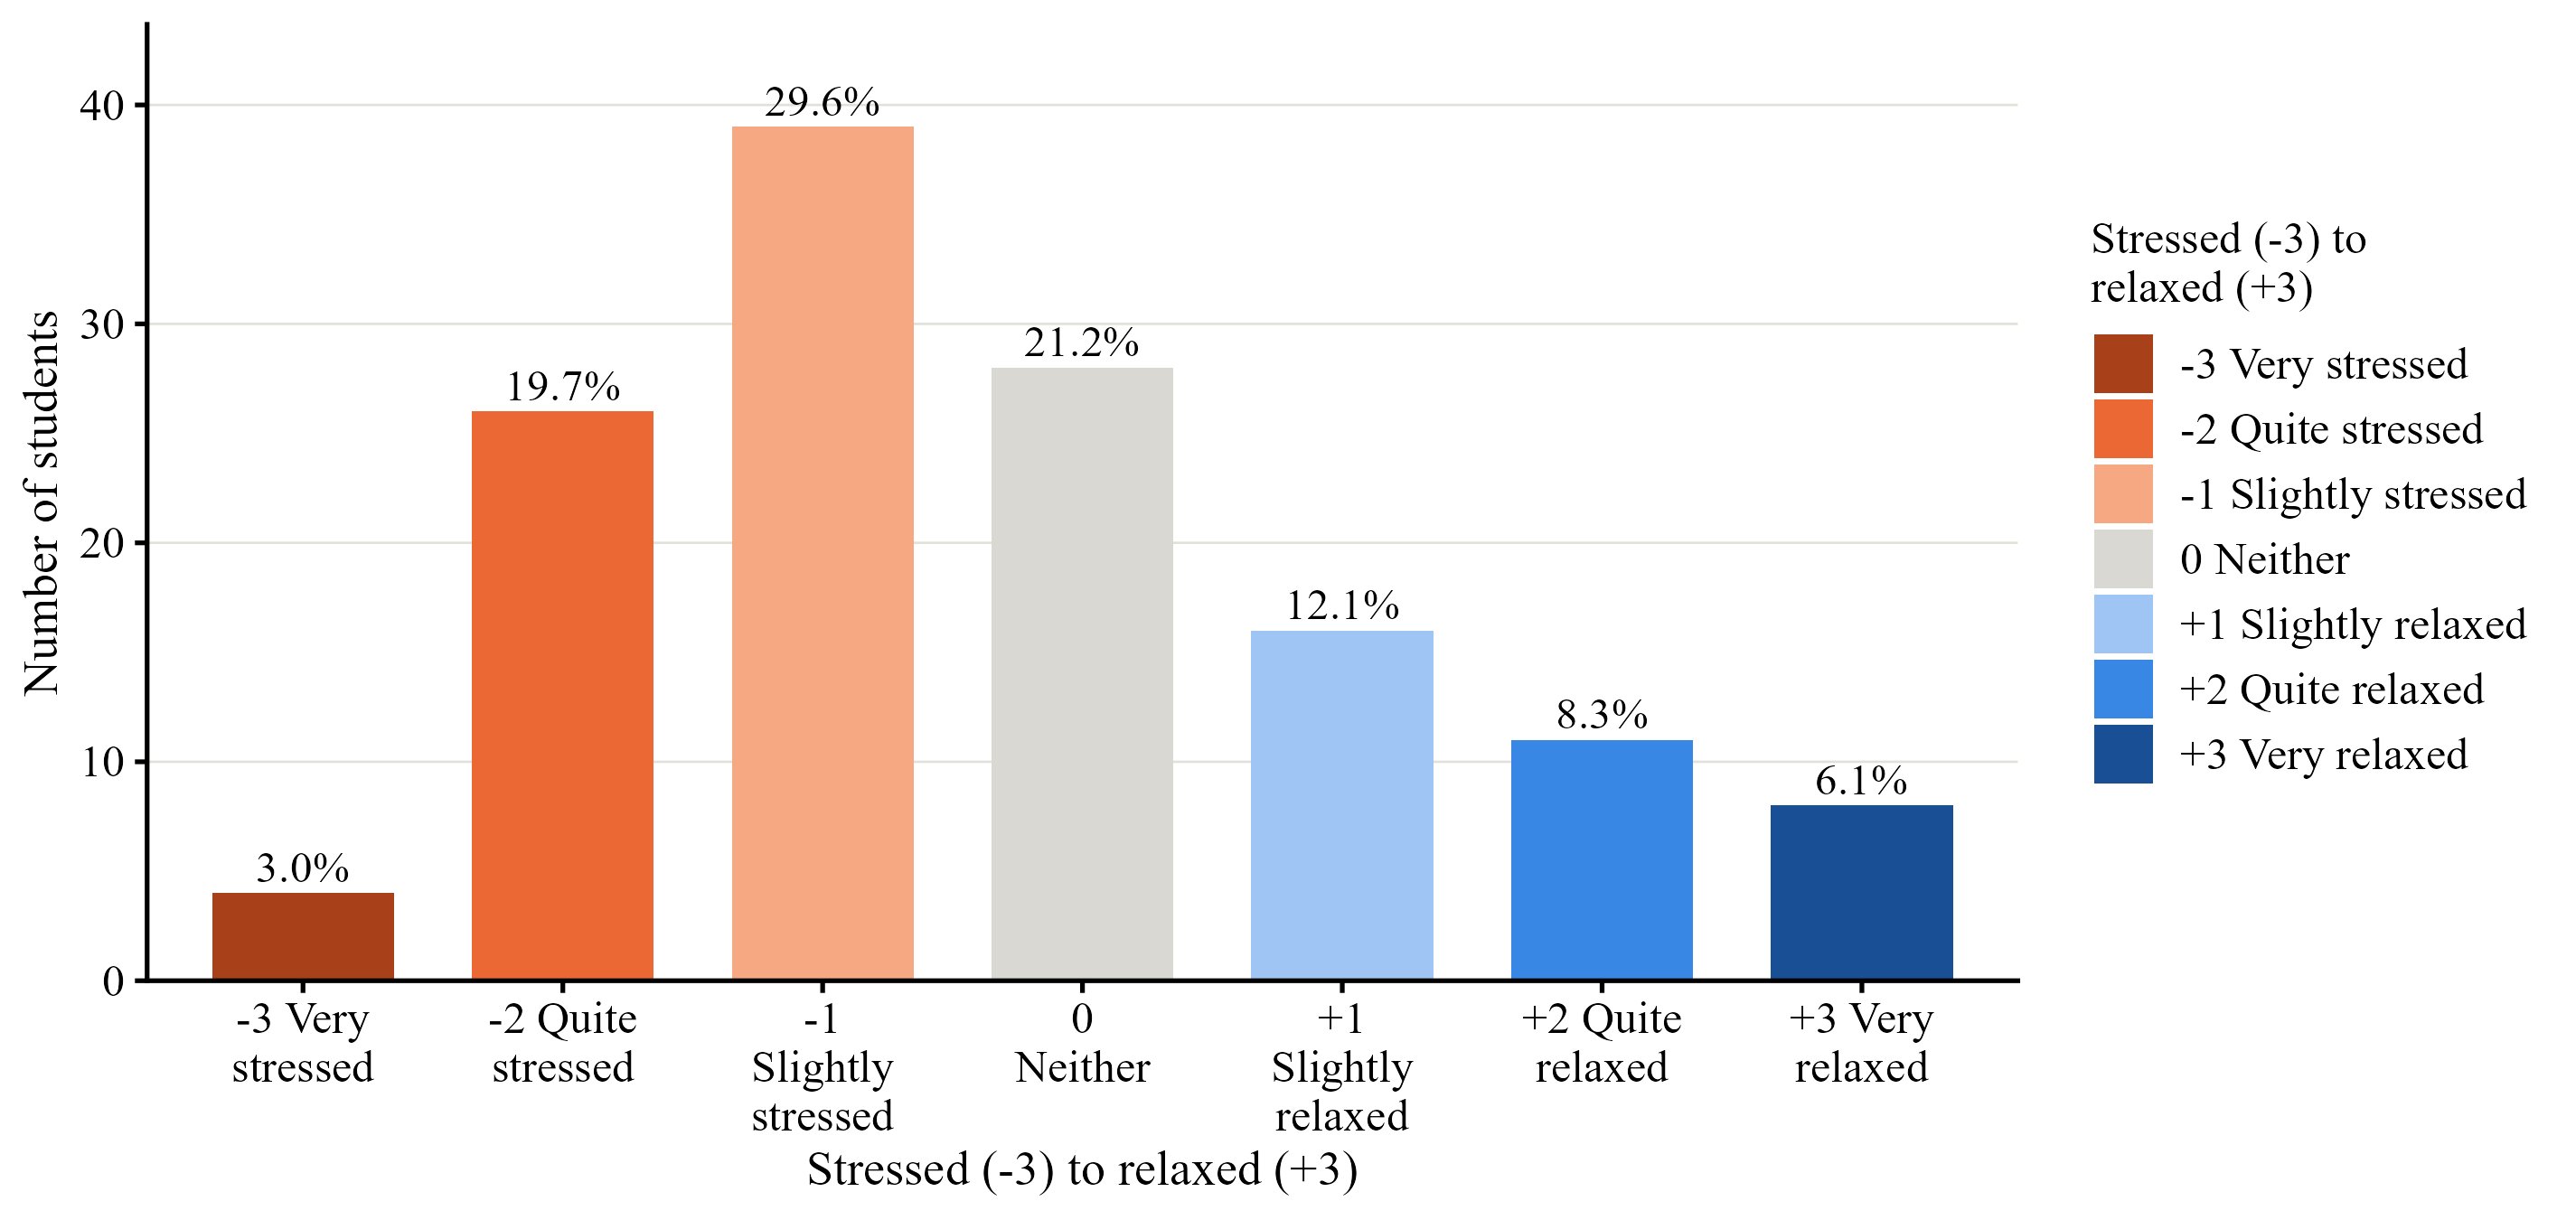 40
30
20
10
0
Number of students
3.0%
19.7%
29.6%
21.2%
12.1%
8.3%
6.1%
-3 Very
stressed
-2 Quite
stressed
-1
Slightly
stressed
0
Neither
+1
Slightly
relaxed
+2 Quite
relaxed
+3 Very
relaxed
Stressed (-3) to relaxed (+3)
Stressed (-3) to
relaxed (+3)
-3 Very stressed
-2 Quite stressed
-1 Slightly stressed
0 Neither
+1 Slightly relaxed
+2 Quite relaxed
+3 Very relaxed